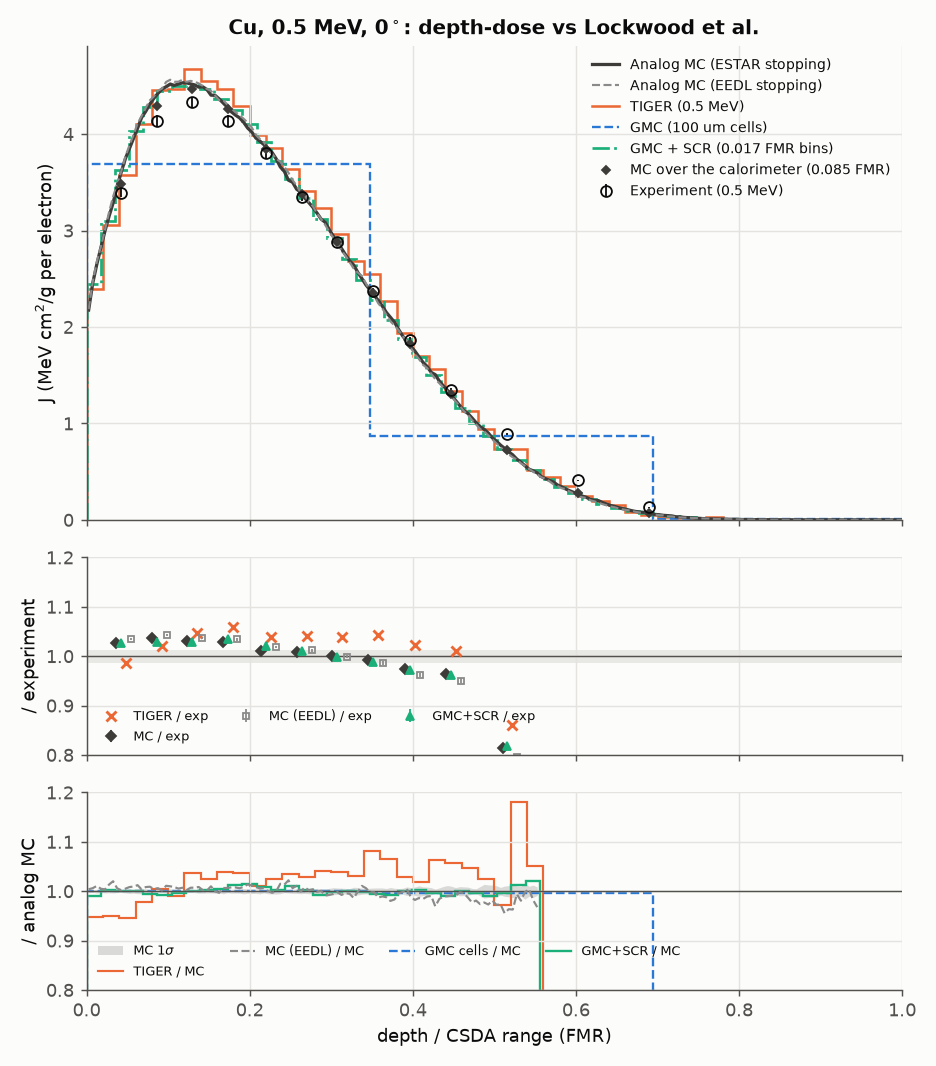 Cu, 0.5 MeV, 0°: depth-dose vs Lockwood et al.
J (MeV cm²/g per electron)
4
3
2
1
0
Analog MC (ESTAR stopping)
Analog MC (EEDL stopping)
TIGER (0.5 MeV)
GMC (100 um cells)
GMC + SCR (0.017 FMR bins)
MC over the calorimeter (0.085 FMR)
Experiment (0.5 MeV)
/ experiment
1.2
1.1
1.0
0.9
0.8
TIGER / exp
MC (EEDL) / exp
GMC+SCR / exp
MC / exp
/ analog MC
1.2
1.1
1.0
0.9
0.8
MC 1σ
MC (EEDL) / MC
GMC cells / MC
GMC+SCR / MC
TIGER / MC
0.0 0.2 0.4 0.6 0.8 1.0
depth / CSDA range (FMR)